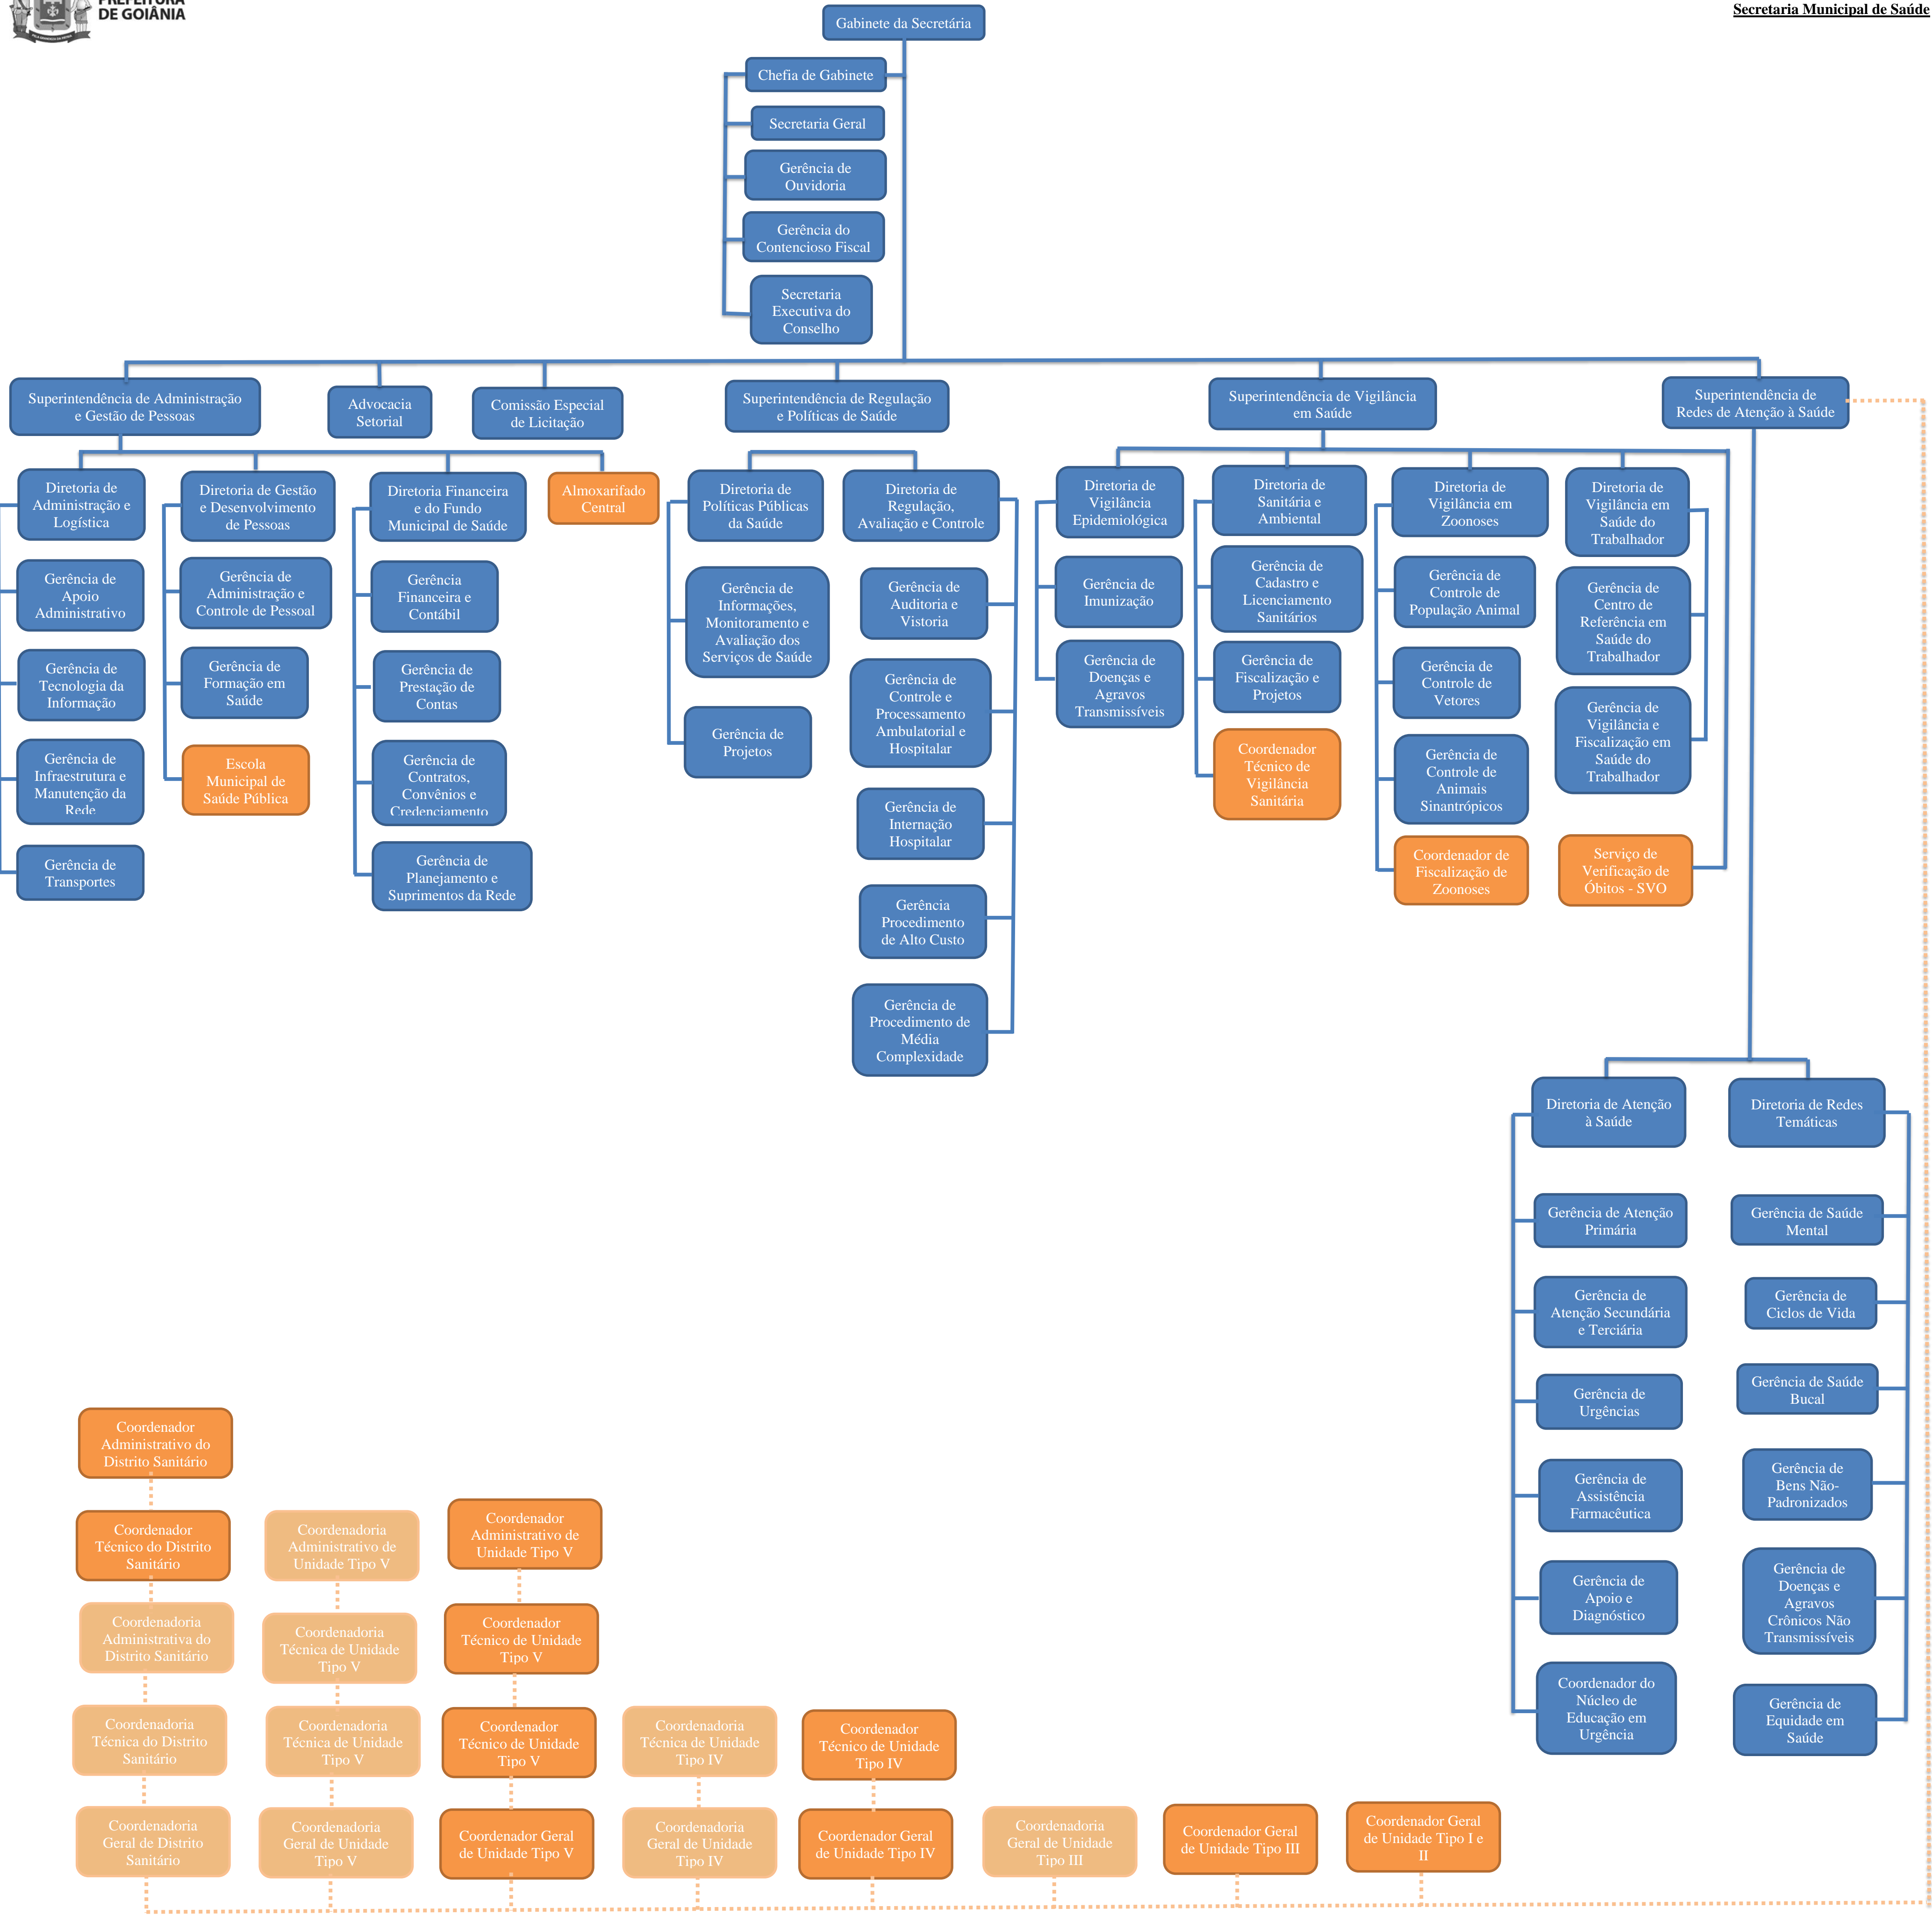 PREFEITURA
DE GOIÂNIA
Secretaria Municipal de Saúde
Gabinete da Secretária
Chefia de Gabinete
Secretaria Geral
Gerência de
Ouvidoria
Gerência do
Contencioso Fiscal
Secretaria
Executiva do
Conselho
Superintendência de Administração
e Gestão de Pessoas
Advocacia
Setorial
Comissão Especial
de Licitação
Superintendência de Regulação
e Políticas de Saúde
Superintendência de Vigilância
em Saúde
Superintendência de
Redes de Atenção à Saúde
Diretoria de
Administração e
Logística
Gerência de
Apoio
Administrativo
Gerência de
Tecnologia da
Informação
Gerência de
Infraestrutura e
Manutenção da
Rede
Gerência de
Transportes
Diretoria de Gestão
e Desenvolvimento
de Pessoas
Gerência de
Administração e
Controle de Pessoal
Gerência de
Formação em
Saúde
Escola
Municipal de
Saúde Pública
Diretoria Financeira
e do Fundo
Municipal de Saúde
Gerência
Financeira e
Contábil
Gerência de
Prestação de
Contas
Gerência de
Contratos,
Convênios e
Credenciamento
Gerência de
Planejamento e
Suprimentos da Rede
Almoxarifado
Central
Diretoria de
Políticas Públicas
da Saúde
Gerência de
Informações,
Monitoramento e
Avaliação dos
Serviços de Saúde
Gerência de
Projetos
Diretoria de
Regulação,
Avaliação e Controle
Gerência de
Auditoria e
Vistoria
Gerência de
Controle e
Processamento
Ambulatorial e
Hospitalar
Gerência de
Internação
Hospitalar
Gerência
Procedimento
de Alto Custo
Gerência de
Procedimento de
Média
Complexidade
Diretoria de
Vigilância
Epidemiológica
Gerência de
Imunização
Gerência de
Doenças e
Agravos
Transmissíveis
Diretoria de
Sanitária e
Ambiental
Gerência de
Cadastro e
Licenciamento
Sanitários
Gerência de
Fiscalização e
Projetos
Coordenador
Técnico de
Vigilância
Sanitária
Diretoria de
Vigilância em
Zoonoses
Gerência de
Controle de
População Animal
Gerência de
Controle de
Vetores
Gerência de
Controle de
Animais
Sinantrópicos
Coordenador de
Fiscalização de
Zoonoses
Diretoria de
Vigilância em
Saúde do
Trabalhador
Gerência de
Centro de
Referência em
Saúde do
Trabalhador
Gerência de
Vigilância e
Fiscalização em
Saúde do
Trabalhador
Serviço de
Verificação de
Óbitos - SVO
Diretoria de Atenção
à Saúde
Gerência de Atenção
Primária
Gerência de
Atenção Secundária
e Terciária
Gerência de
Urgências
Gerência de
Assistência
Farmacêutica
Gerência de
Apoio e
Diagnóstico
Coordenador do
Núcleo de
Educação em
Urgência
Diretoria de Redes
Temáticas
Gerência de Saúde
Mental
Gerência de
Ciclos de Vida
Gerência de Saúde
Bucal
Gerência de
Bens Não-
Padronizados
Gerência de
Doenças e
Agravos
Crônicos Não
Transmissíveis
Gerência de
Equidade em
Saúde
Coordenador
Administrativo do
Distrito Sanitário
Coordenador
Técnico do Distrito
Sanitário
Coordenadoria
Administrativa do
Distrito Sanitário
Coordenadoria
Técnica do Distrito
Sanitário
Coordenadoria
Geral de Distrito
Sanitário
Coordenadoria
Administrativo de
Unidade Tipo V
Coordenadoria
Técnica de Unidade
Tipo V
Coordenadoria
Técnica de Unidade
Tipo V
Coordenadoria
Geral de Unidade
Tipo V
Coordenador
Administrativo de
Unidade Tipo V
Coordenador
Técnico de Unidade
Tipo V
Coordenador
Técnico de Unidade
Tipo V
Coordenador Geral
de Unidade Tipo V
Coordenadoria
Técnica de Unidade
Tipo IV
Coordenadoria
Geral de Unidade
Tipo IV
Coordenador
Técnico de Unidade
Tipo IV
Coordenador Geral
de Unidade Tipo IV
Coordenadoria
Geral de Unidade
Tipo III
Coordenador Geral
de Unidade Tipo III
Coordenador Geral
de Unidade Tipo I e
II